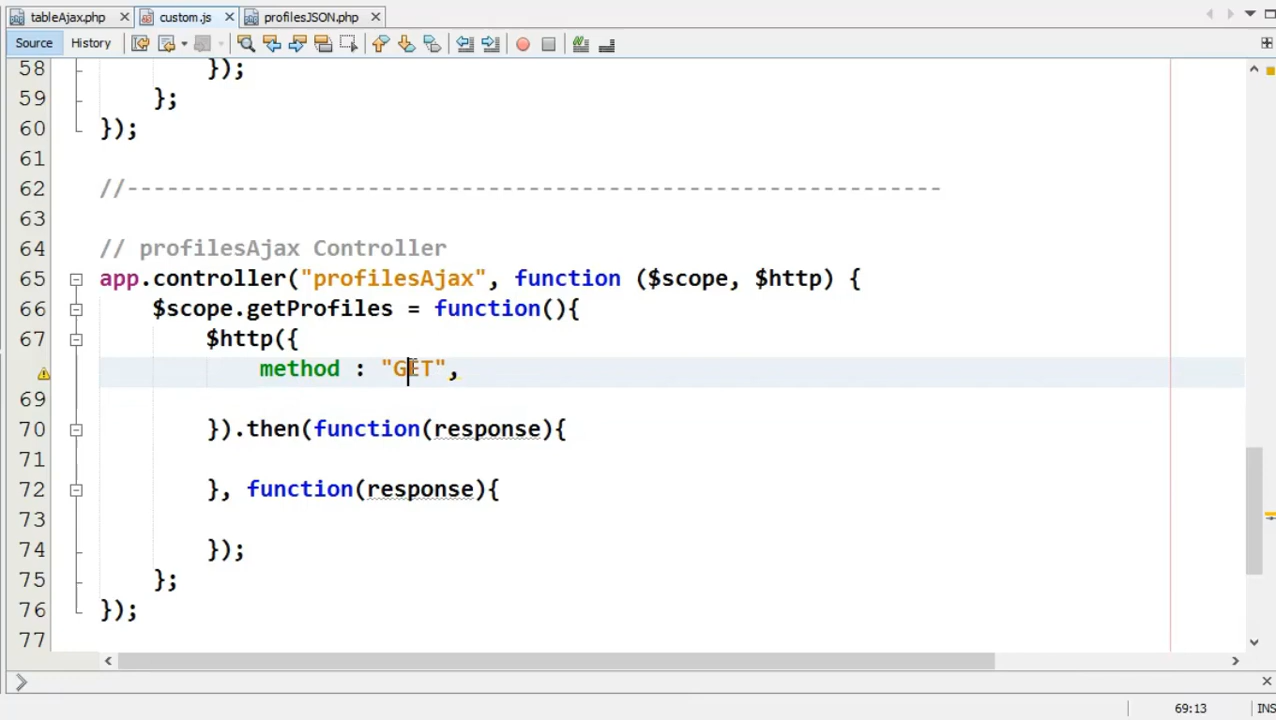 tableAjax.php custom.js profilesJSON.php
Source History
58 });
59 };
60 });
61
62 //-------------------------------------------------------------
63
64 // profilesAjax Controller
65 app.controller("profilesAjax", function ($scope, $http) {
66 $scope.getProfiles = function(){
67 $http({
method : "GET",
69
70 }).then(function(response){
71
72 }, function(response){
73
74 });
75 };
76 });
77
69:13 INS